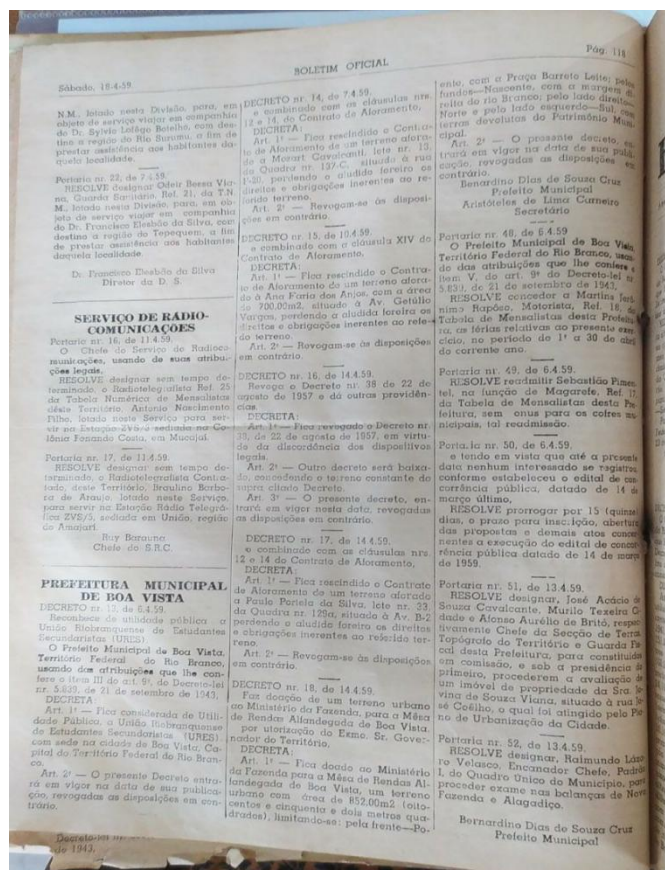 Sábado, 18-4-59.
BOLETIM OFICIAL
Pág. 118
N.M., lotado nesta Divisão, para, em
objeto de serviço viajar em companhia
do Dr. Sylvio Lofêgo Botelho, com des-
tino a região do Rio Surumu, a fim de
prestar assistência aos habitantes da-
quela localidade.
Portaria nr. 22, de 7.4.59.
RESOLVE designar Odeir Bessa Via-
na, Guarda Sanitário, Ref. 21, da T.N.
M., lotado nesta Divisão, para, em ob-
jeto de serviço viajar em companhia
do Dr. Francisco Elesbão da Silva, com
destino a região do Tepequem, a fim
de prestar assistência aos habitantes
daquela localidade.
Dr. Francisco Elesbão da Silva
Diretor da D. S.
SERVIÇO DE RADIO-
COMUNICAÇÕES
Portaria nr. 16, de 11.4.59.
O Chefe do Serviço de Radioco-
municações, usando de suas atribui-
ções legais,
RESOLVE designar sem tempo de-
terminado, o Radiotelegrafista Ref. 25
da Tabela Numérica de Mensalistas
dêste Território, Antonio Nascimento
Filho, lotado neste Serviço para ser-
vir na Estação ZVS/6 sediada na Co-
lônia Fernando Costa, em Mucajaí.
Portaria nr. 17, de 11.4.59.
RESOLVE designar sem tempo de-
terminado, o Radiotelegrafista Contra-
tado, deste Território, Braulino Barbo-
za de Araujo, lotado neste Serviço,
para servir na Estação Rádio Telegrá-
fica ZVS/5, sediada em União, região
do Amajarí.
Ruy Barauna
Chefe do S.R.C.
PREFEITURA MUNICIPAL
DE BOA VISTA
DECRETO nr. 13, de 6.4.59.
Reconhece de utilidade pública a
União Riobranquense de Estudantes
Secundaristas (URES).
O Prefeito Municipal de Boa Vista,
Território Federal do Rio Branco,
usando das atribuições que lhe con-
fere o item III do art. 9º, do Decreto-lei
nr. 5.839, de 21 de setembro de 1943,
DECRETA:
Art. 1º — Fica considerada de Utili-
dade Pública, a União Riobranquense
de Estudantes Secundaristas (URES),
com sede na cidade de Boa Vista, Ca-
pital do Território Federal do Rio Bran-
co.
Art. 2º — O presente Decreto entra-
rá em vigor na data de sua publica-
ção, revogadas as disposições em con-
trário.
de 1943.
DECRETO nr. 14, de 7.4.59.
e combinado com as cláusulas nrs.
12 e 14, do Contrato de Aforamento,
DECRETA:
Art. 1º — Fica rescindido o Contra-
to de Aforamento de um terreno afora-
do a Mozart Cavalcanti, lote nr. 13,
da Quadra nr. 137-C, situado à rua
I-20, perdendo o aludido foreiro os
direitos e obrigações inerentes ao re-
ferido terreno.
Art. 2º — Revogam-se as disposi-
ções em contrário.
DECRETO nr. 15, de 10.4.59.
e combinado com a cláusula XIV do
Contrato de Aforamento.
DECRETA:
Art. 1º — Fica rescindido o Contra-
to de Aforamento de um terreno afora-
do à Ana Faria dos Anjos, com a área
de 700,00m2, situado à Av. Getúlio
Vargas, perdendo a aludida foreira os
direitos e obrigações inerentes ao refe-
do terreno.
Art. 2º — Revogam-se às disposições
em contrário.
DECRETO nr. 16, de 14.4.59.
Revoga o Decreto nr. 38 de 22 de
agosto de 1957 e dá outras providên-
cias.
DECRETA:
Art. 1º — Fica revogado o Decreto nr.
38, de 22 de agosto de 1957, em virtu-
de da discordância dos dispositivos
legais.
Art. 2º — Outro decreto será baixa-
do, concedendo o terreno constante do
supra citado Decreto.
Art. 3º — O presente decreto, en-
trará em vigor nesta data, revogadas
as disposições em contrário.
DECRETO nr. 17, de 14.4.59.
e combinado com as cláusulas nrs.
12 e 14 do Contrato de Aforamento,
DECRETA:
Art. 1º — Fica rescindido o Contrato
de Aforamento de um terreno aforado
a Paulo Portela da Silva, lote nr. 33,
da Quadra nr. 129a, situado à Av. B-2
perdendo o aludido foreiro os direitos
e obrigações inerentes ao referido ter-
reno.
Art. 2º — Revogam-se às disposições
em contrário.
DECRETO nr. 18, de 14.4.59.
Faz doação de um terreno urbano
ao Ministério da Fazenda, para a Mêsa
de Rendas Alfandegada de Boa Vista.
por utorização do Exmo. Sr. Gover-
nador do Território,
DECRETA:
Art. 1º — Fica doado ao Ministério
da Fazenda para a Mêsa de Rendas Al-
fandegada de Boa Vista, um terreno
urbano com área de 852,00m2 (oito-
centos e cinquenta e dois metros qua-
drados), limitando-se: pela frente—Po-
ente, com a Praça Barreto Leite; pelos
fundos—Nascente, com a margem di-
reita do rio Branco; pelo lado direito—
Norte e pelo lado esquerdo—Sul, com
terras devolutas do Patrimônio Muni-
cipal.
Art. 2º — O presente decreto, en-
trará em vigor na data de sua publi-
cação, revogadas as disposições em
contrário.
Benardino Dias de Souza Cruz
Prefeito Municipal
Aristóteles de Lima Carneiro
Secretário
Portaria nr. 48, de 6.4.59
O Prefeito Municipal de Boa Vista,
Território Federal do Rio Branco, usan-
do das atribuições que lhe confere o
item V, do art. 9º do Decreto-lei nr.
5.839, de 21 de setembro de 1943,
RESOLVE conceder a Martins Jerô-
nimo Rapôso, Motorista, Ref. 18, da
Tabela de Mensalistas desta Prefeitu-
ra, as férias relativas ao presente exer-
cício, no período de 1º a 30 de abril
do corrente ano.
Portaria nr. 49, de 6.4.59.
RESOLVE readmitir Sebastião Pimen-
tel, na função de Magarefe, Ref. 17,
da Tabela de Mensalistas desta Pre-
feitura, sem onus para os cofres mu-
nicipais, tal readmissão.
Portaria nr. 50, de 6.4.59.
e tendo em vista que até a presente
data nenhum interessado se registrou,
conforme estabeleceu o edital de con-
corrência pública, datado de 14 de
março último,
RESOLVE prorrogar por 15 (quinze)
dias, o prazo para inscrição, abertura
das propostas e demais atos concer-
nentes a execução do edital de concor-
rência pública datado de 14 de março
de 1959.
Portaria nr. 51, de 13.4.59.
RESOLVE designar, José Acácio de
Souza Cavalcante, Murilo Texeira Ci-
dade e Afonso Aurélio de Britó, respec-
tivamente Chefe da Secção de Terras,
Topógrafo do Território e Guarda Fis-
cal desta Prefeitura, para constituidos
em comissão, e sob a presidência do
primeiro, procederem a avaliação de
um imóvel de propriedade da Sra. Jo-
vina de Souza Viana, situado à rua Jo-
sé Coêlho, a qual foi atingido pelo Pla-
no de Urbanização da Cidade.
Portaria nr. 52, de 13.4.59.
RESOLVE designar, Raimundo Láza-
ro Velasco, Encanador Chefe, Padrão
I, do Quadro Único do Município, para
proceder exame nas balanças de Novo
Fazenda e Alagadiço.
Bernardino Dias de Souza Cruz
Prefeito Municipal